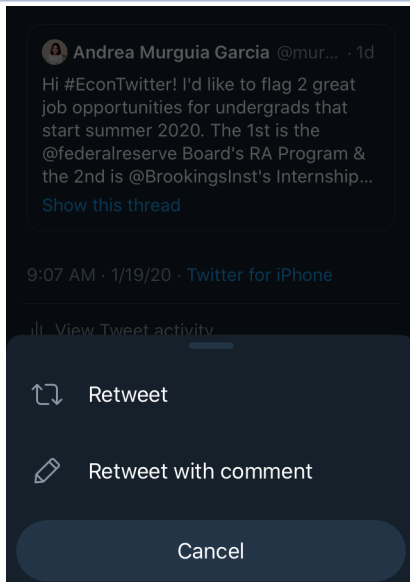 Andrea Murguia Garcia @mur... · 1d
Hi #EconTwitter! I'd like to flag 2 great
job opportunities for undergrads that
start summer 2020. The 1st is the
@federalreserve Board's RA Program &
the 2nd is @BrookingsInst's Internship...
Show this thread
9:07 AM · 1/19/20 · Twitter for iPhone
View Tweet activity
Retweet
Retweet with comment
Cancel